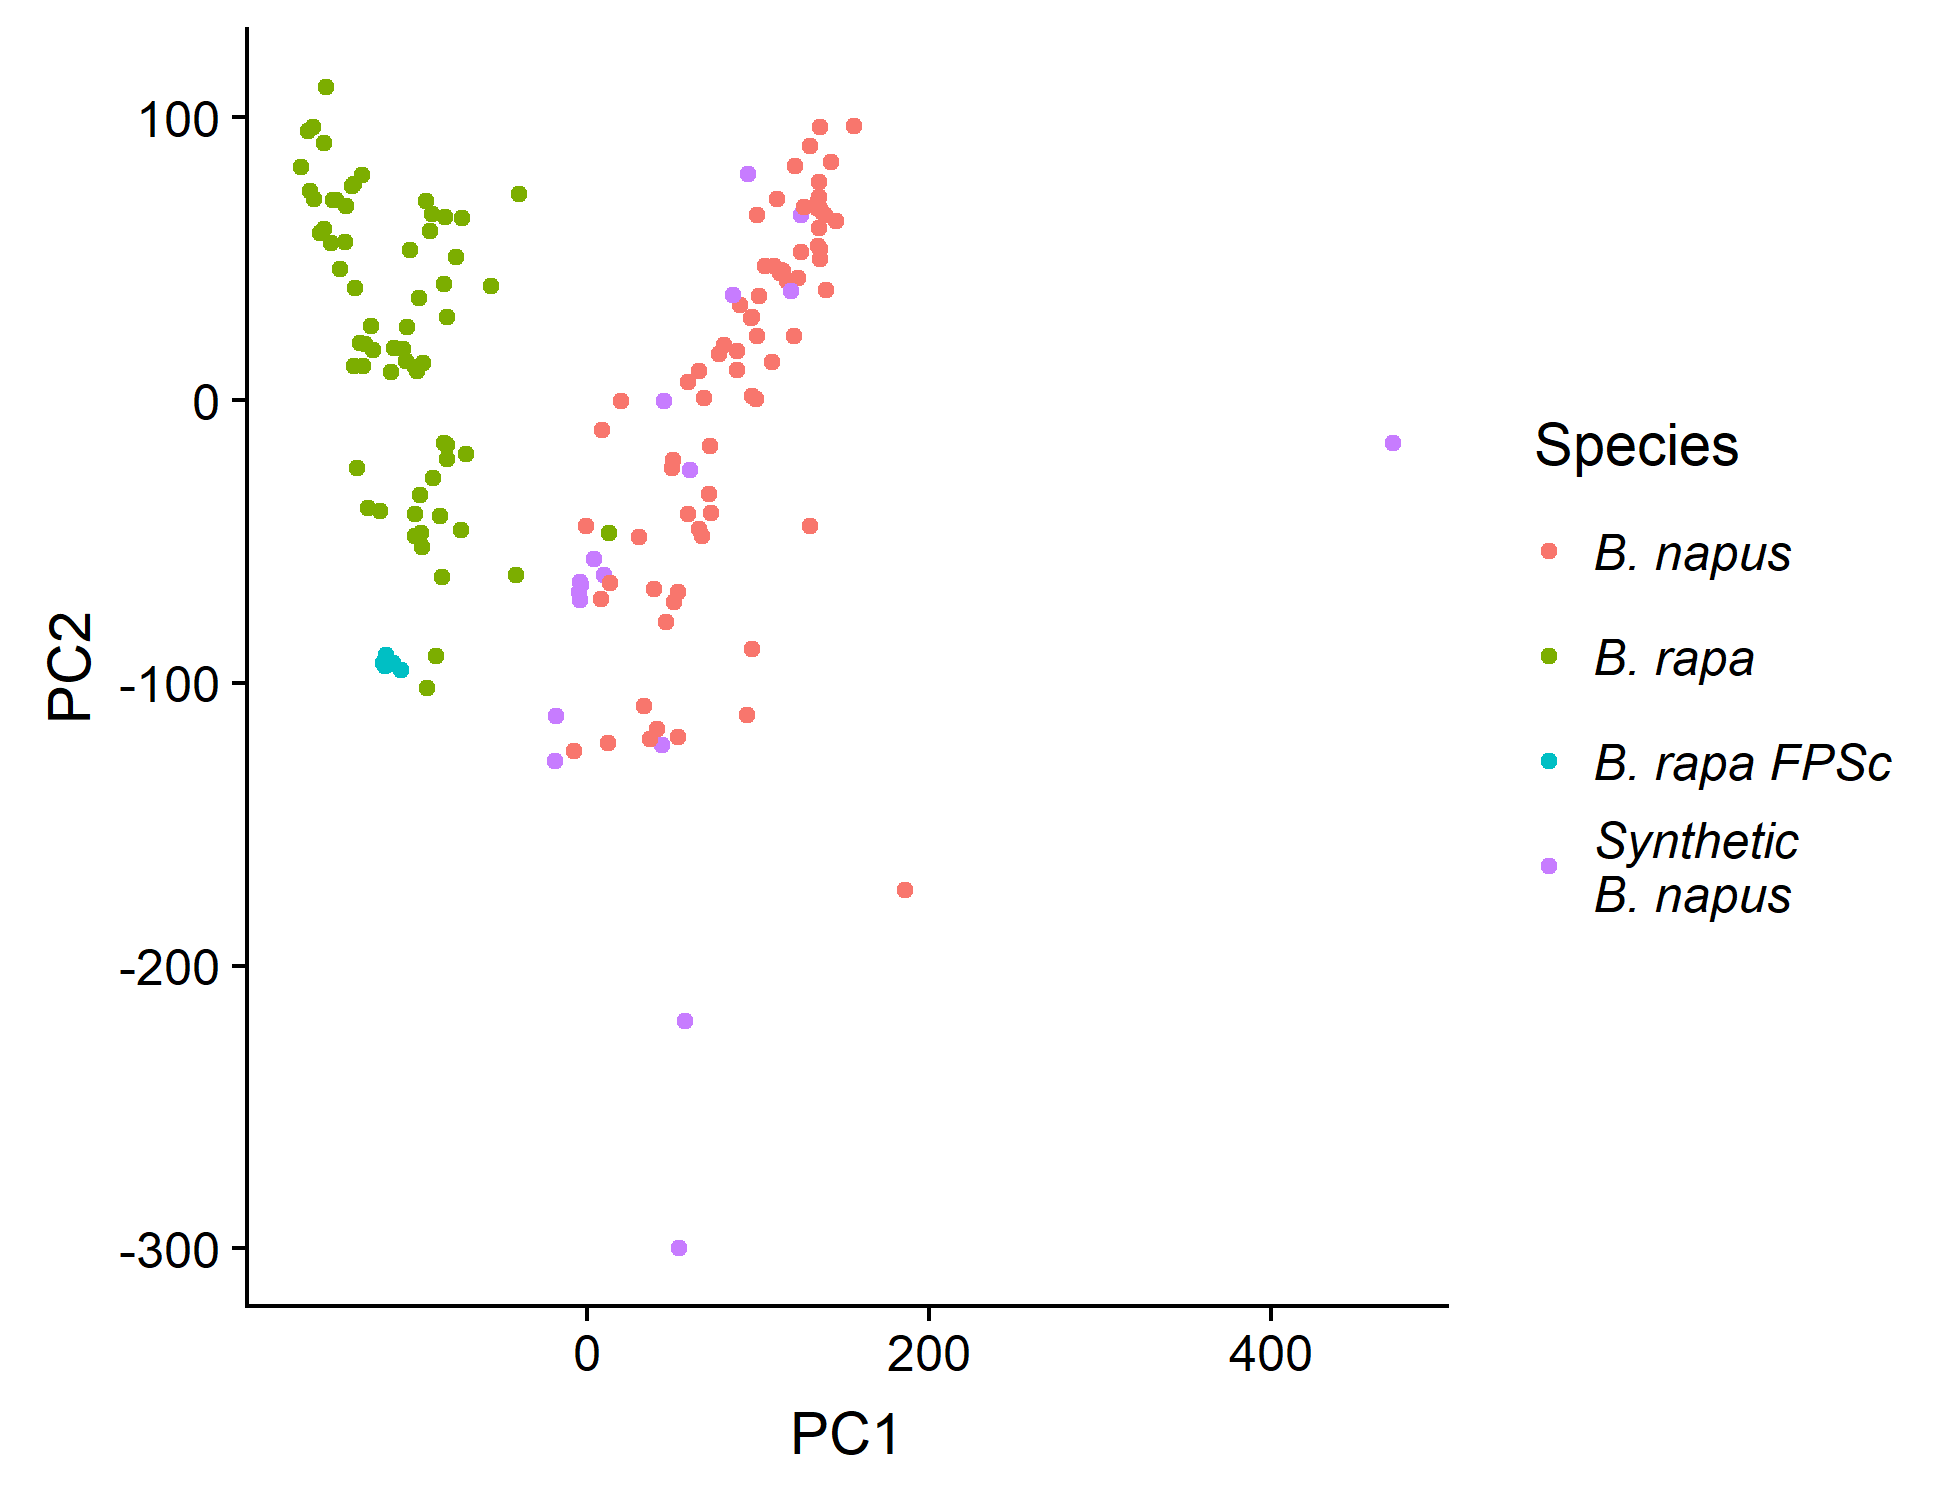 100
0
-100
-200
-300
PC2
0
200
400
PC1
Species
B. napus
B. rapa
B. rapa FPSc
Synthetic
B. napus